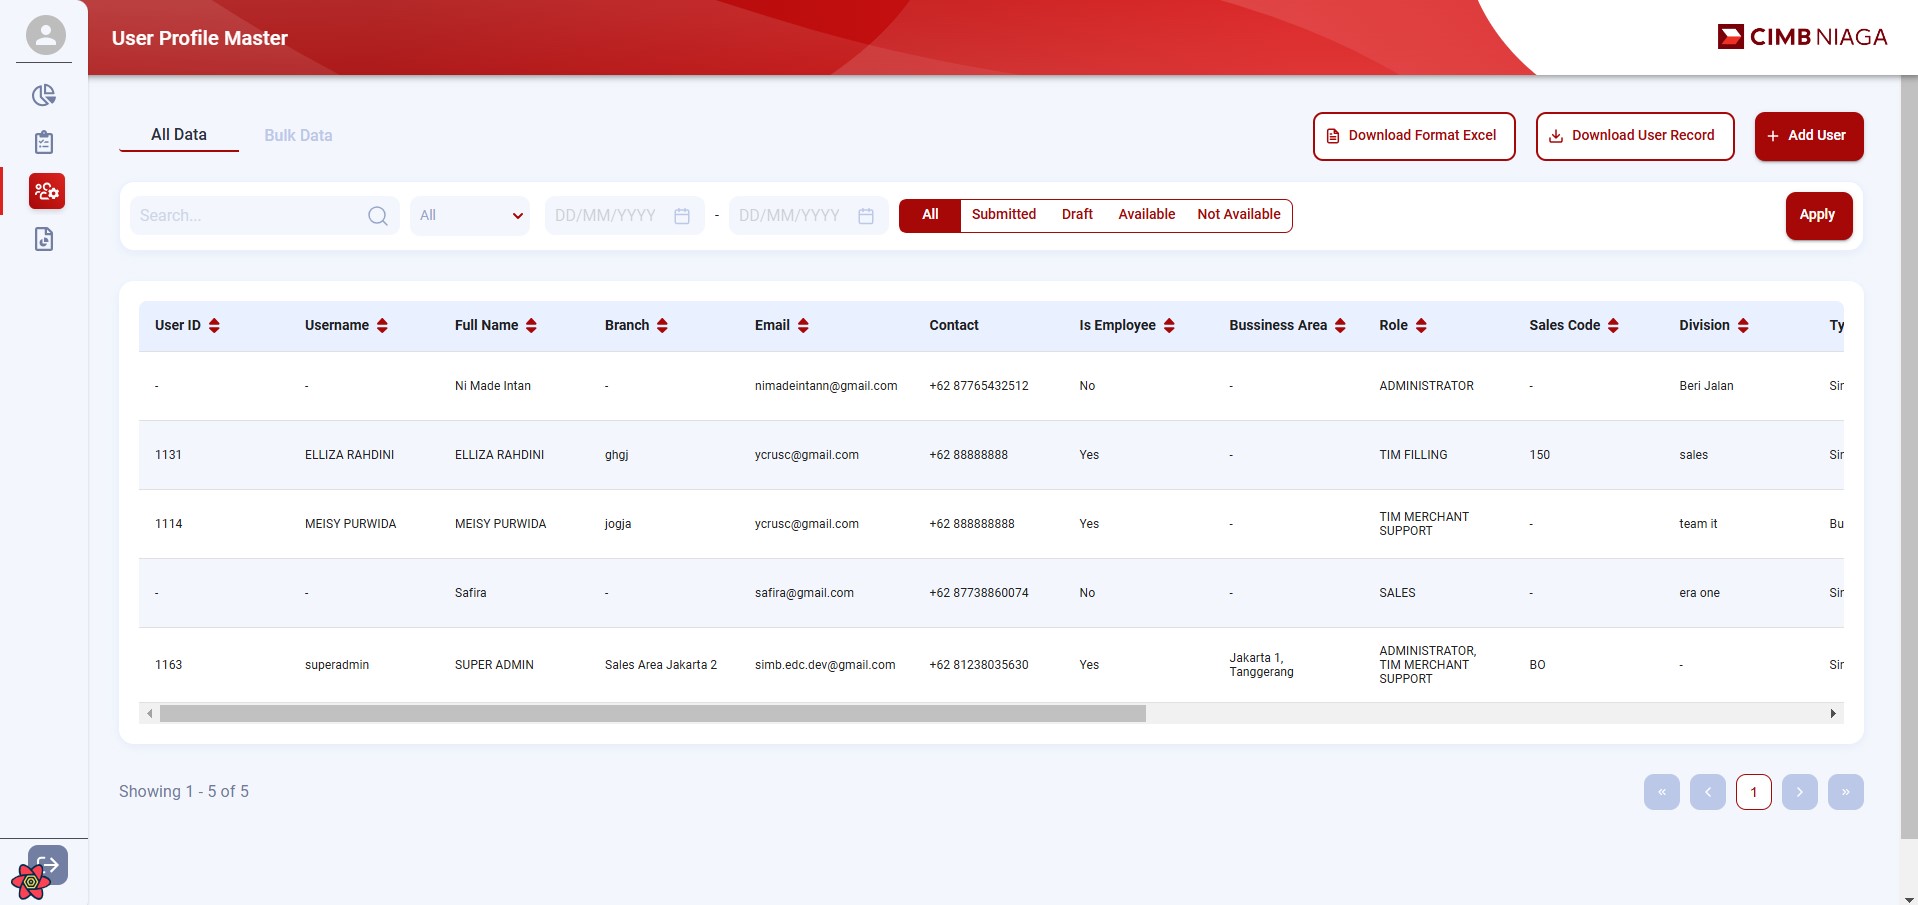 User Profile Master
CIMB NIAGA
All Data
Bulk Data
Download Format Excel
Download User Record
+ Add User
Search...
All
DD/MM/YYYY
-
DD/MM/YYYY
All
Submitted
Draft
Available
Not Available
Apply
User ID
Username
Full Name
Branch
Email
Contact
Is Employee
Bussiness Area
Role
Sales Code
Division
Ty
-
-
Ni Made Intan
-
nimadeintann@gmail.com
+62 87765432512
No
-
ADMINISTRATOR
-
Beri Jalan
Sin
1131
ELLIZA RAHDINI
ELLIZA RAHDINI
ghgj
ycrusc@gmail.com
+62 88888888
Yes
-
TIM FILLING
150
sales
Sin
1114
MEISY PURWIDA
MEISY PURWIDA
jogja
ycrusc@gmail.com
+62 888888888
Yes
-
TIM MERCHANT
SUPPORT
-
team it
Bu
-
-
Safira
-
safira@gmail.com
+62 87738860074
No
-
SALES
-
era one
Sin
1163
superadmin
SUPER ADMIN
Sales Area Jakarta 2
simb.edc.dev@gmail.com
+62 81238035630
Yes
Jakarta 1,
Tanggerang
ADMINISTRATOR,
TIM MERCHANT
SUPPORT
BO
-
Sin
Showing 1 - 5 of 5
«
‹
1
›
»